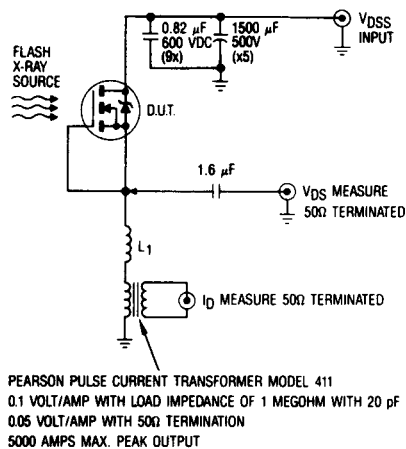 0.82 μF
600 VDC
(9x)
1500 μF
500V
(x5)
VDSS
INPUT
FLASH
X-RAY
SOURCE
D.U.T.
1.6 μF
VDS MEASURE
50Ω TERMINATED
L1
ID MEASURE 50Ω TERMINATED
PEARSON PULSE CURRENT TRANSFORMER MODEL 411
0.1 VOLT/AMP WITH LOAD IMPEDANCE OF 1 MEGOHM WITH 20 pF
0.05 VOLT/AMP WITH 50Ω TERMINATION
5000 AMPS MAX. PEAK OUTPUT